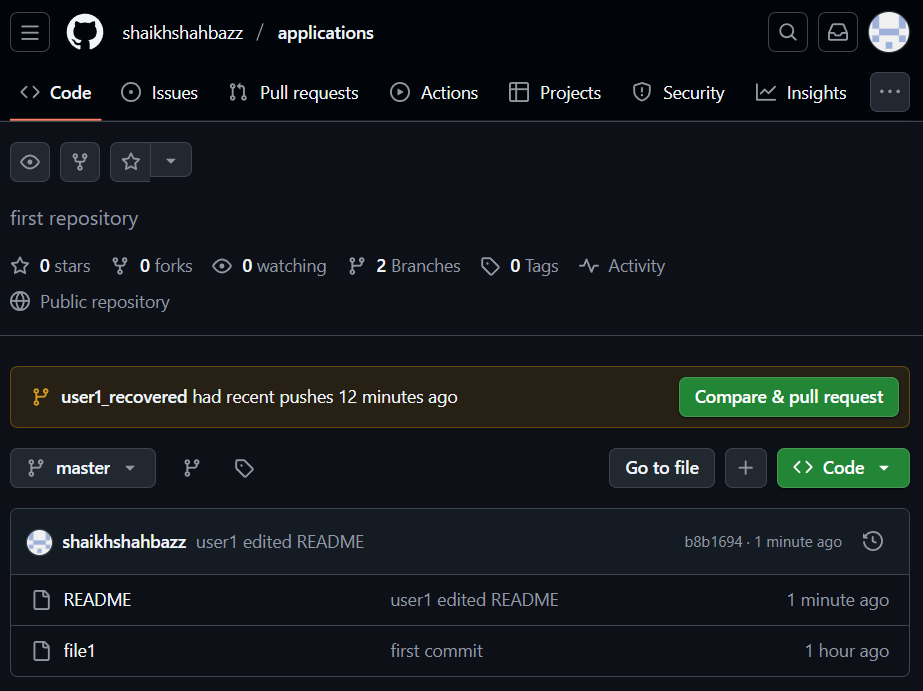 shaikhshahbazz / applications
Code Issues Pull requests Actions Projects Security Insights
first repository
0 stars 0 forks 0 watching 2 Branches 0 Tags Activity
Public repository
user1_recovered had recent pushes 12 minutes ago Compare & pull request
master Go to file Code
shaikhshahbazz user1 edited README b8b1694 · 1 minute ago
README user1 edited README 1 minute ago
file1 first commit 1 hour ago